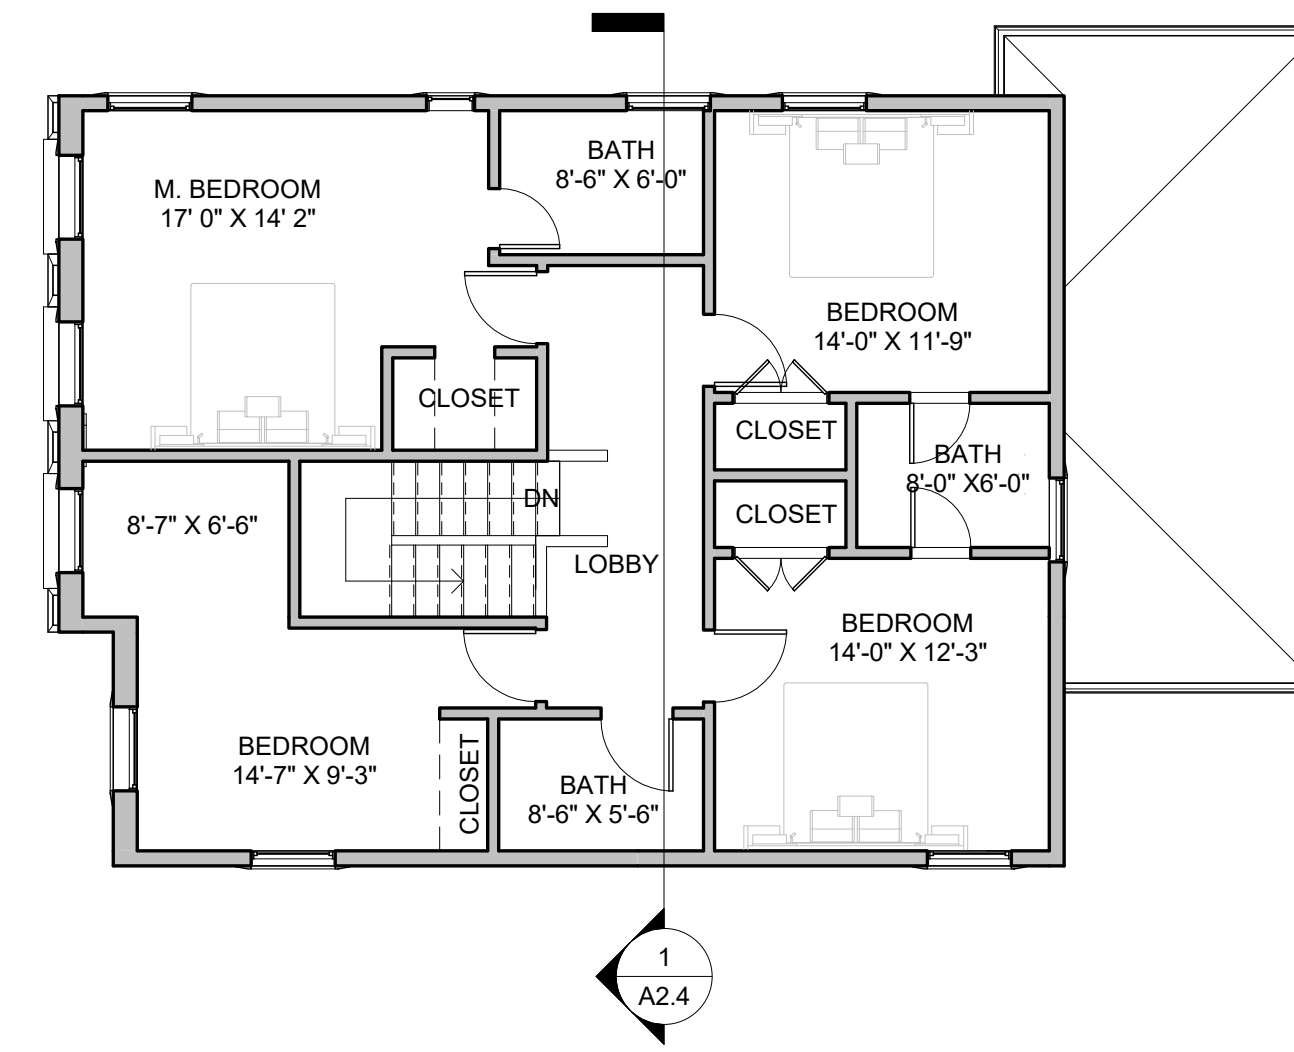 M. BEDROOM
17' 0" X 14' 2"
BATH
8'-6" X 6'-0"
BEDROOM
14'-0" X 11'-9"
CLOSET
CLOSET
BATH
8'-0" X6'-0"
CLOSET
DN
8'-7" X 6'-6"
LOBBY
BEDROOM
14'-0" X 12'-3"
BEDROOM
14'-7" X 9'-3"
CLOSET
BATH
8'-6" X 5'-6"
1
A2.4